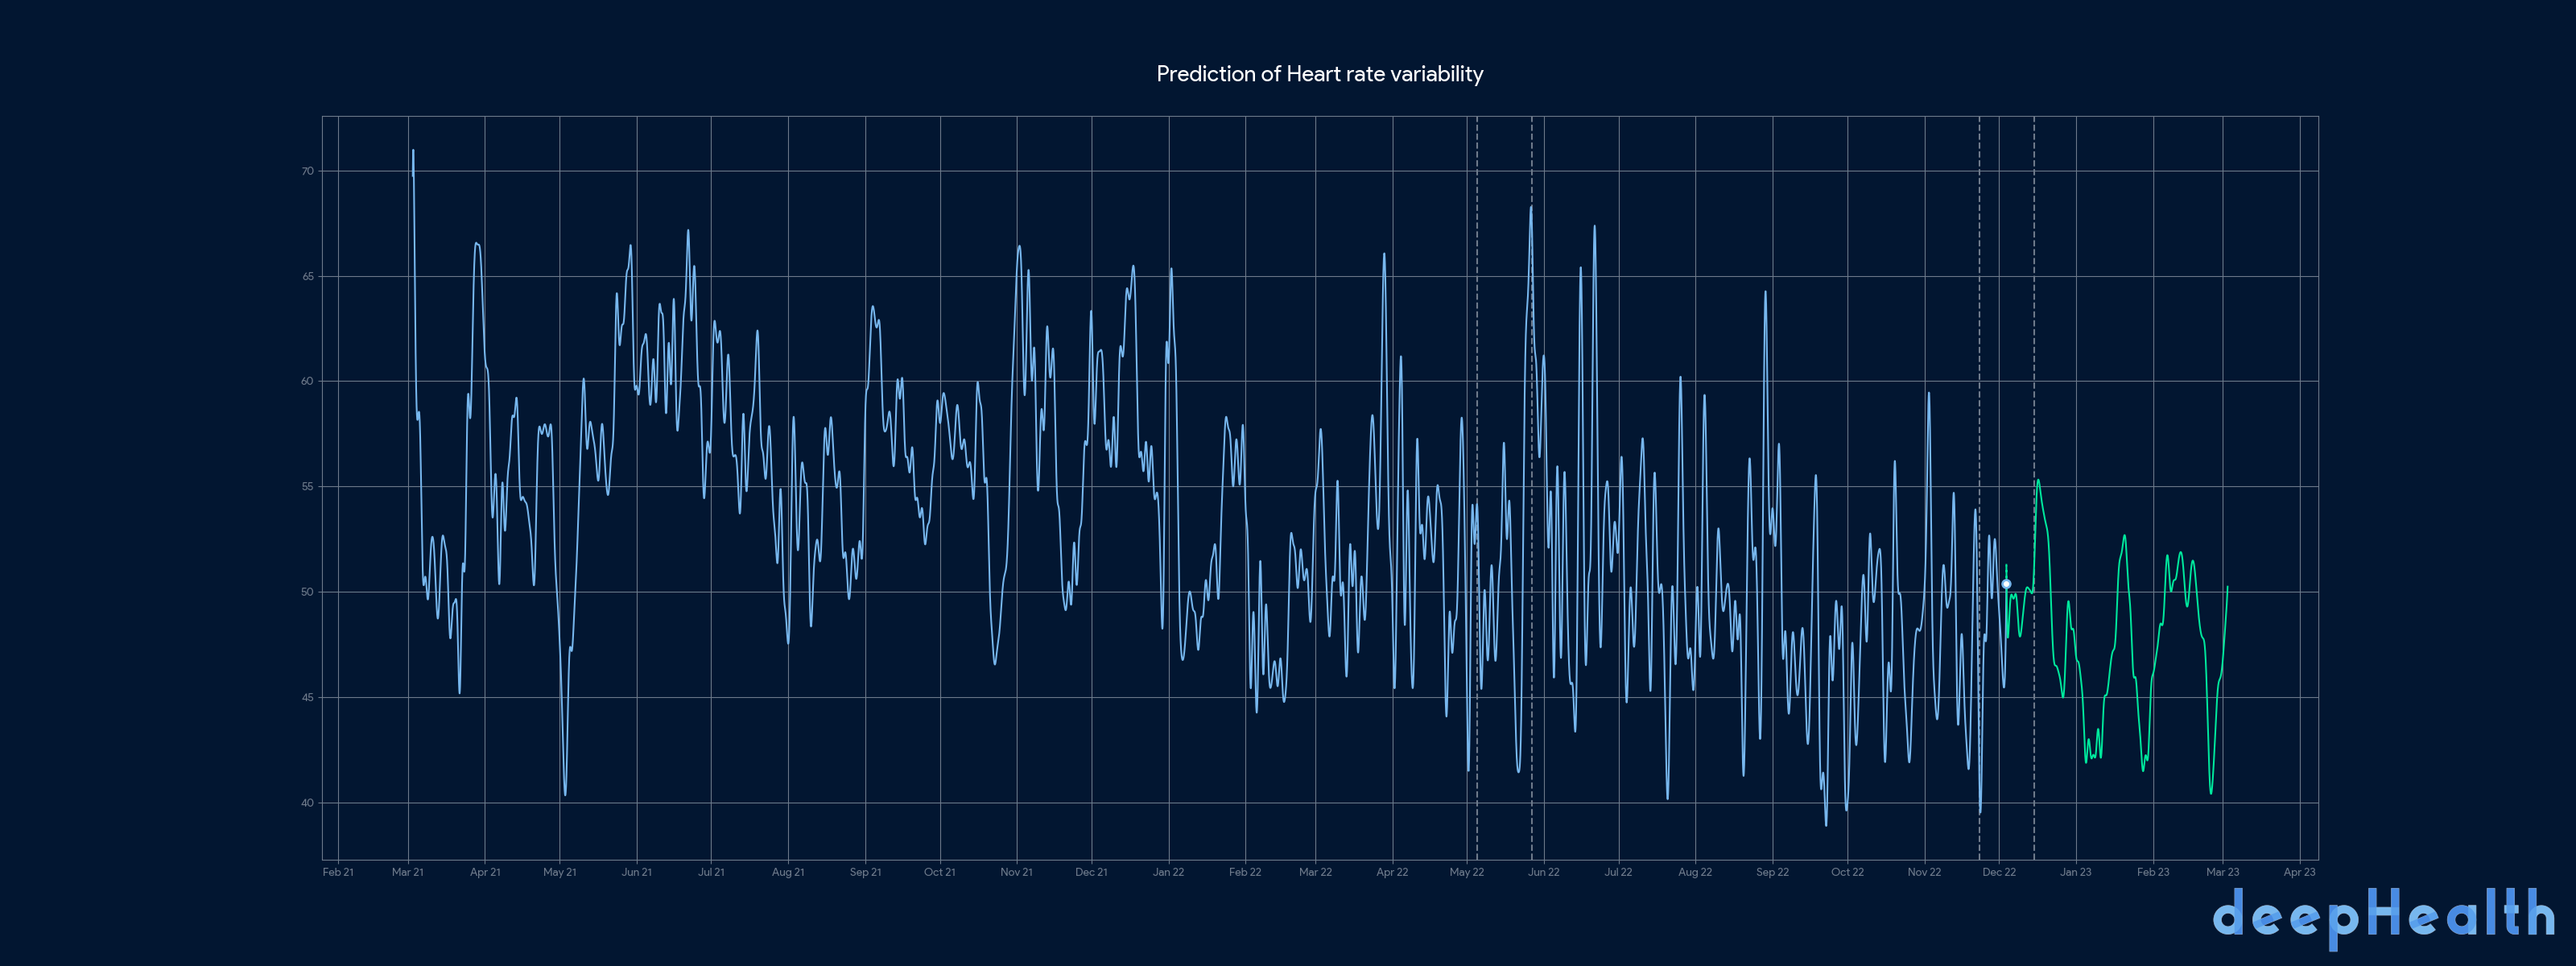 Prediction of Heart rate variability
70
65
60
55
50
45
40
Feb 21 Mar 21 Apr 21 May 21 Jun 21 Jul 21 Aug 21 Sep 21 Oct 21 Nov 21 Dec 21 Jan 22 Feb 22 Mar 22 Apr 22 May 22 Jun 22 Jul 22 Aug 22 Sep 22 Oct 22 Nov 22 Dec 22 Jan 23 Feb 23 Mar 23 Apr 23
deepHealth